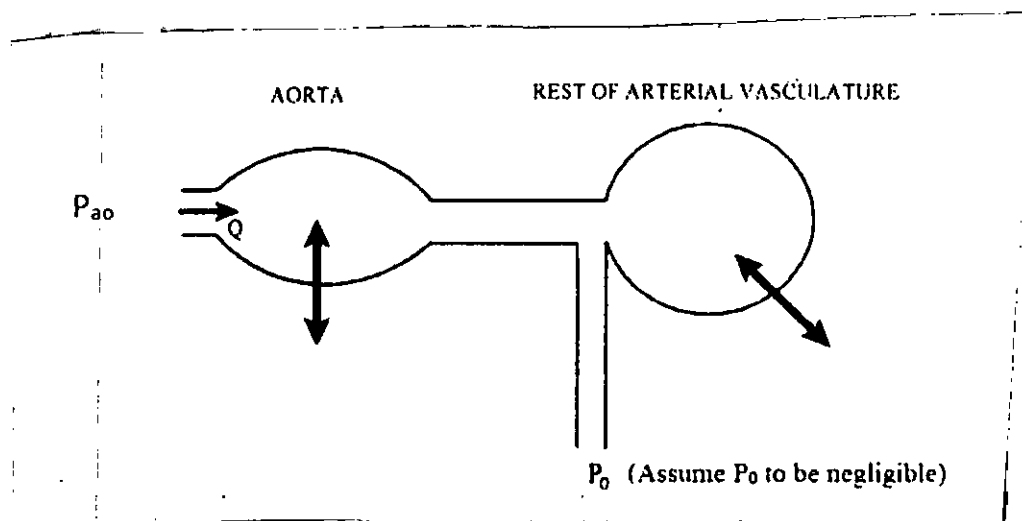 AORTA
REST OF ARTERIAL VASCULATURE
Pao
Q
P0 (Assume P0 to be negligible)